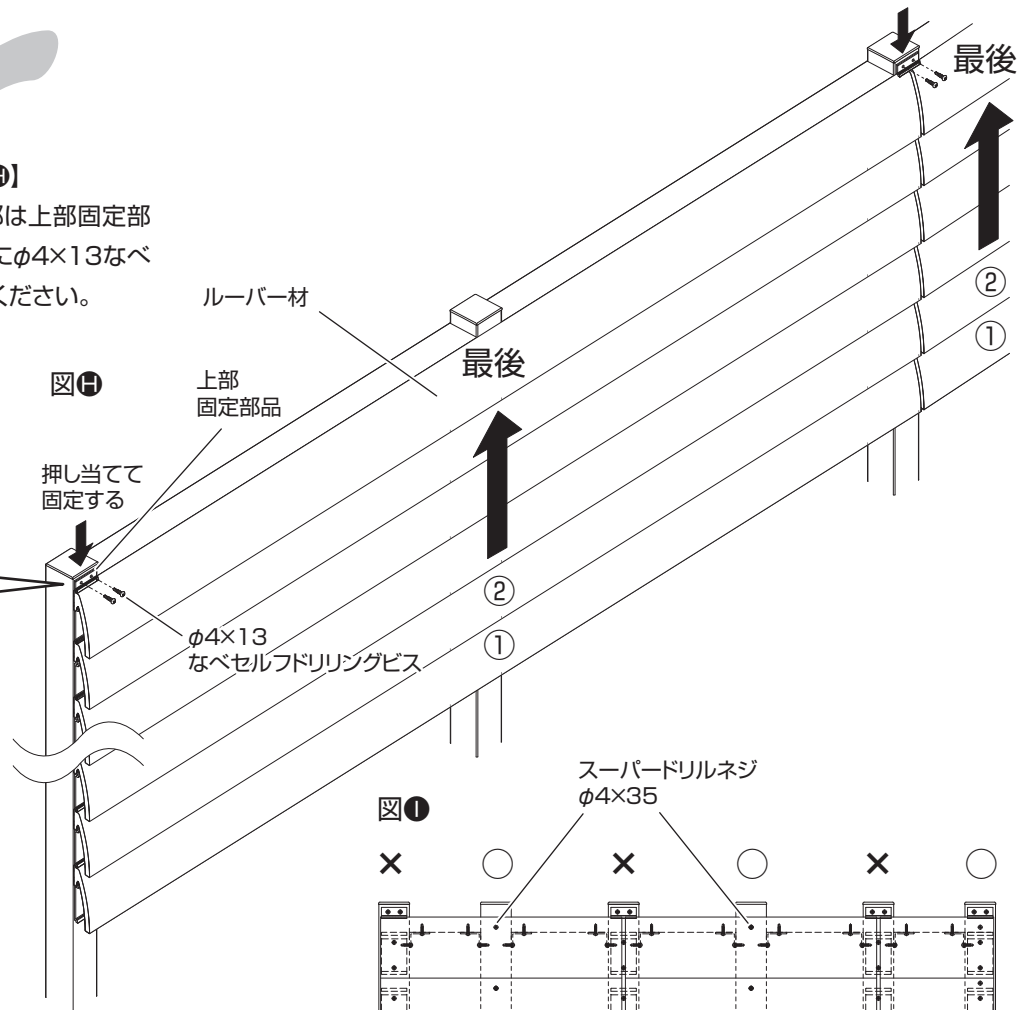 H】
部は上部固定部
にφ4×13なべ
ください。
図H
ルーバー材
上部
固定部品
押し当てて
固定する
φ4×13
なべセルフドリリングビス
最後
②
①
最後
②
①
図I
スーパードリルネジ
φ4×35
× ○ × ○ × ○